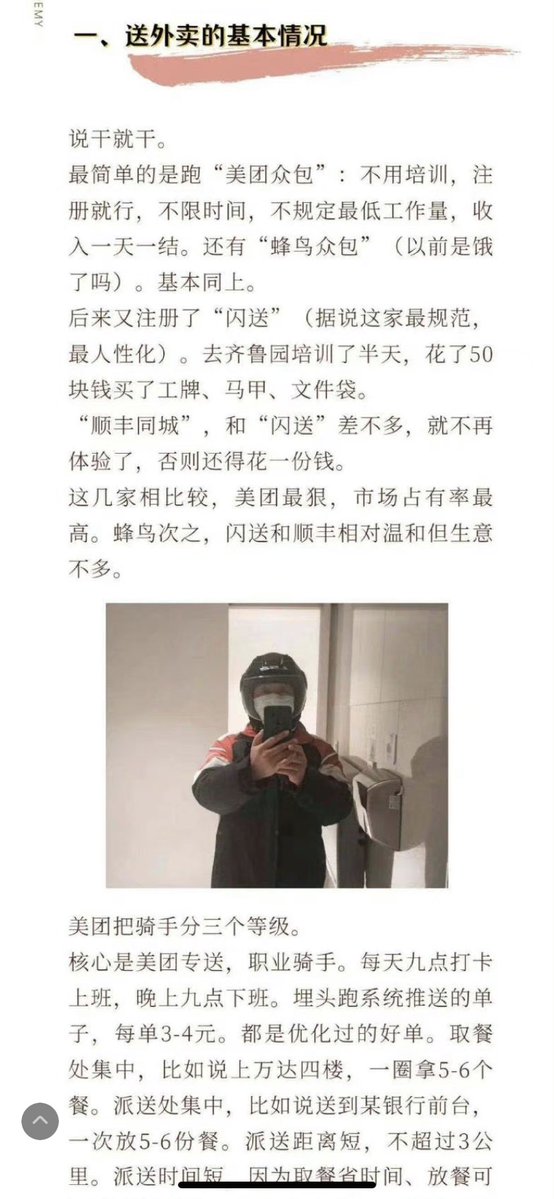 EMY
一、送外卖的基本情况
说干就干。
最简单的是跑“美团众包”：不用培训，注
册就行，不限时间，不规定最低工作量，收
入一天一结。还有“蜂鸟众包”（以前是饿
了吗）。基本同上。
后来又注册了“闪送”（据说这家最规范，
最人性化）。去齐鲁园培训了半天，花了50
块钱买了工牌、马甲、文件袋。
“顺丰同城”，和“闪送”差不多，就不再
体验了，否则还得花一份钱。
这几家相比较，美团最狠，市场占有率最
高。蜂鸟次之，闪送和顺丰相对温和但生意
不多。
美团把骑手分三个等级。
核心是美团专送，职业骑手。每天九点打卡
上班，晚上九点下班。埋头跑系统推送的单
子，每单3-4元。都是优化过的好单。取餐
处集中，比如说上万达四楼，一圈拿5-6个
餐。派送处集中，比如说送到某银行前台，
一次放5-6份餐。派送距离短，不超过3公
里。派送时间短，因为取餐省时间、放餐可